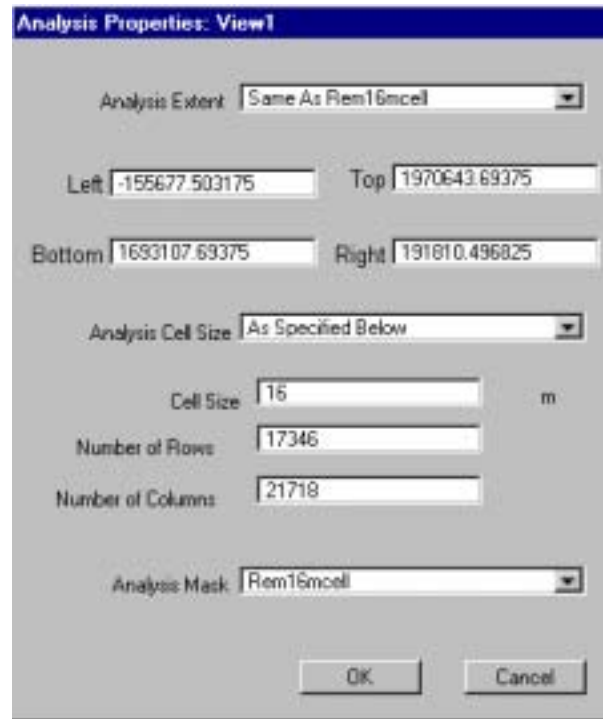 Analysis Properties: View1
Analysis Extent Same As Rem16mcell
Left -155677.503175 Top 1970643.69375
Bottom 1693107.69375 Right 191810.496825
Analysis Cell Size As Specified Below
Cell Size 16 m
Number of Rows 17346
Number of Columns 21718
Analysis Mask Rem16mcell
OK Cancel